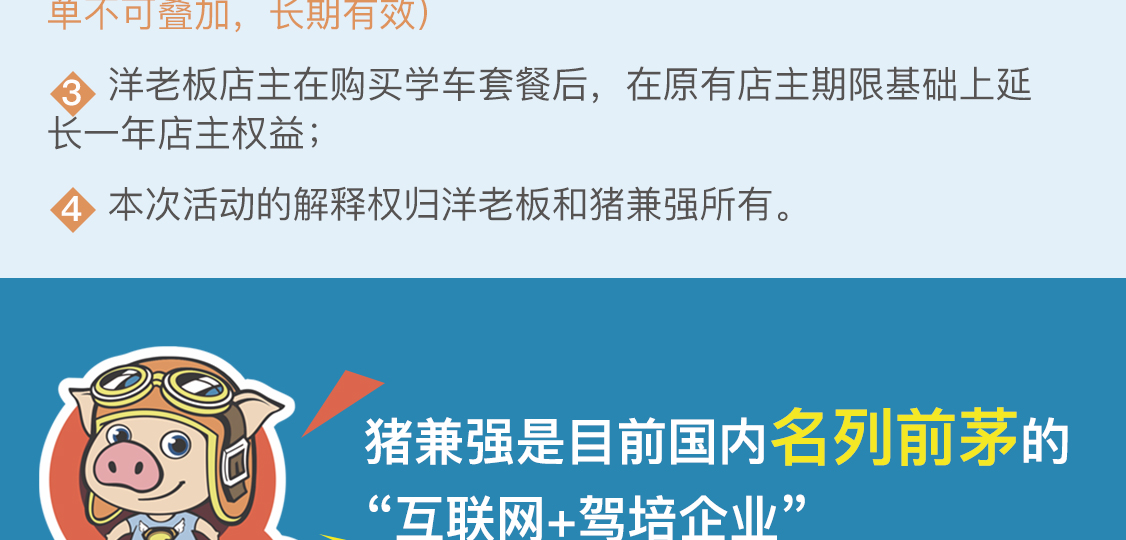 单不可叠加，长期有效）
3 洋老板店主在购买学车套餐后，在原有店主期限基础上延
长一年店主权益；
4 本次活动的解释权归洋老板和猪兼强所有。
猪兼强是目前国内名列前茅的
“互联网+驾培企业”